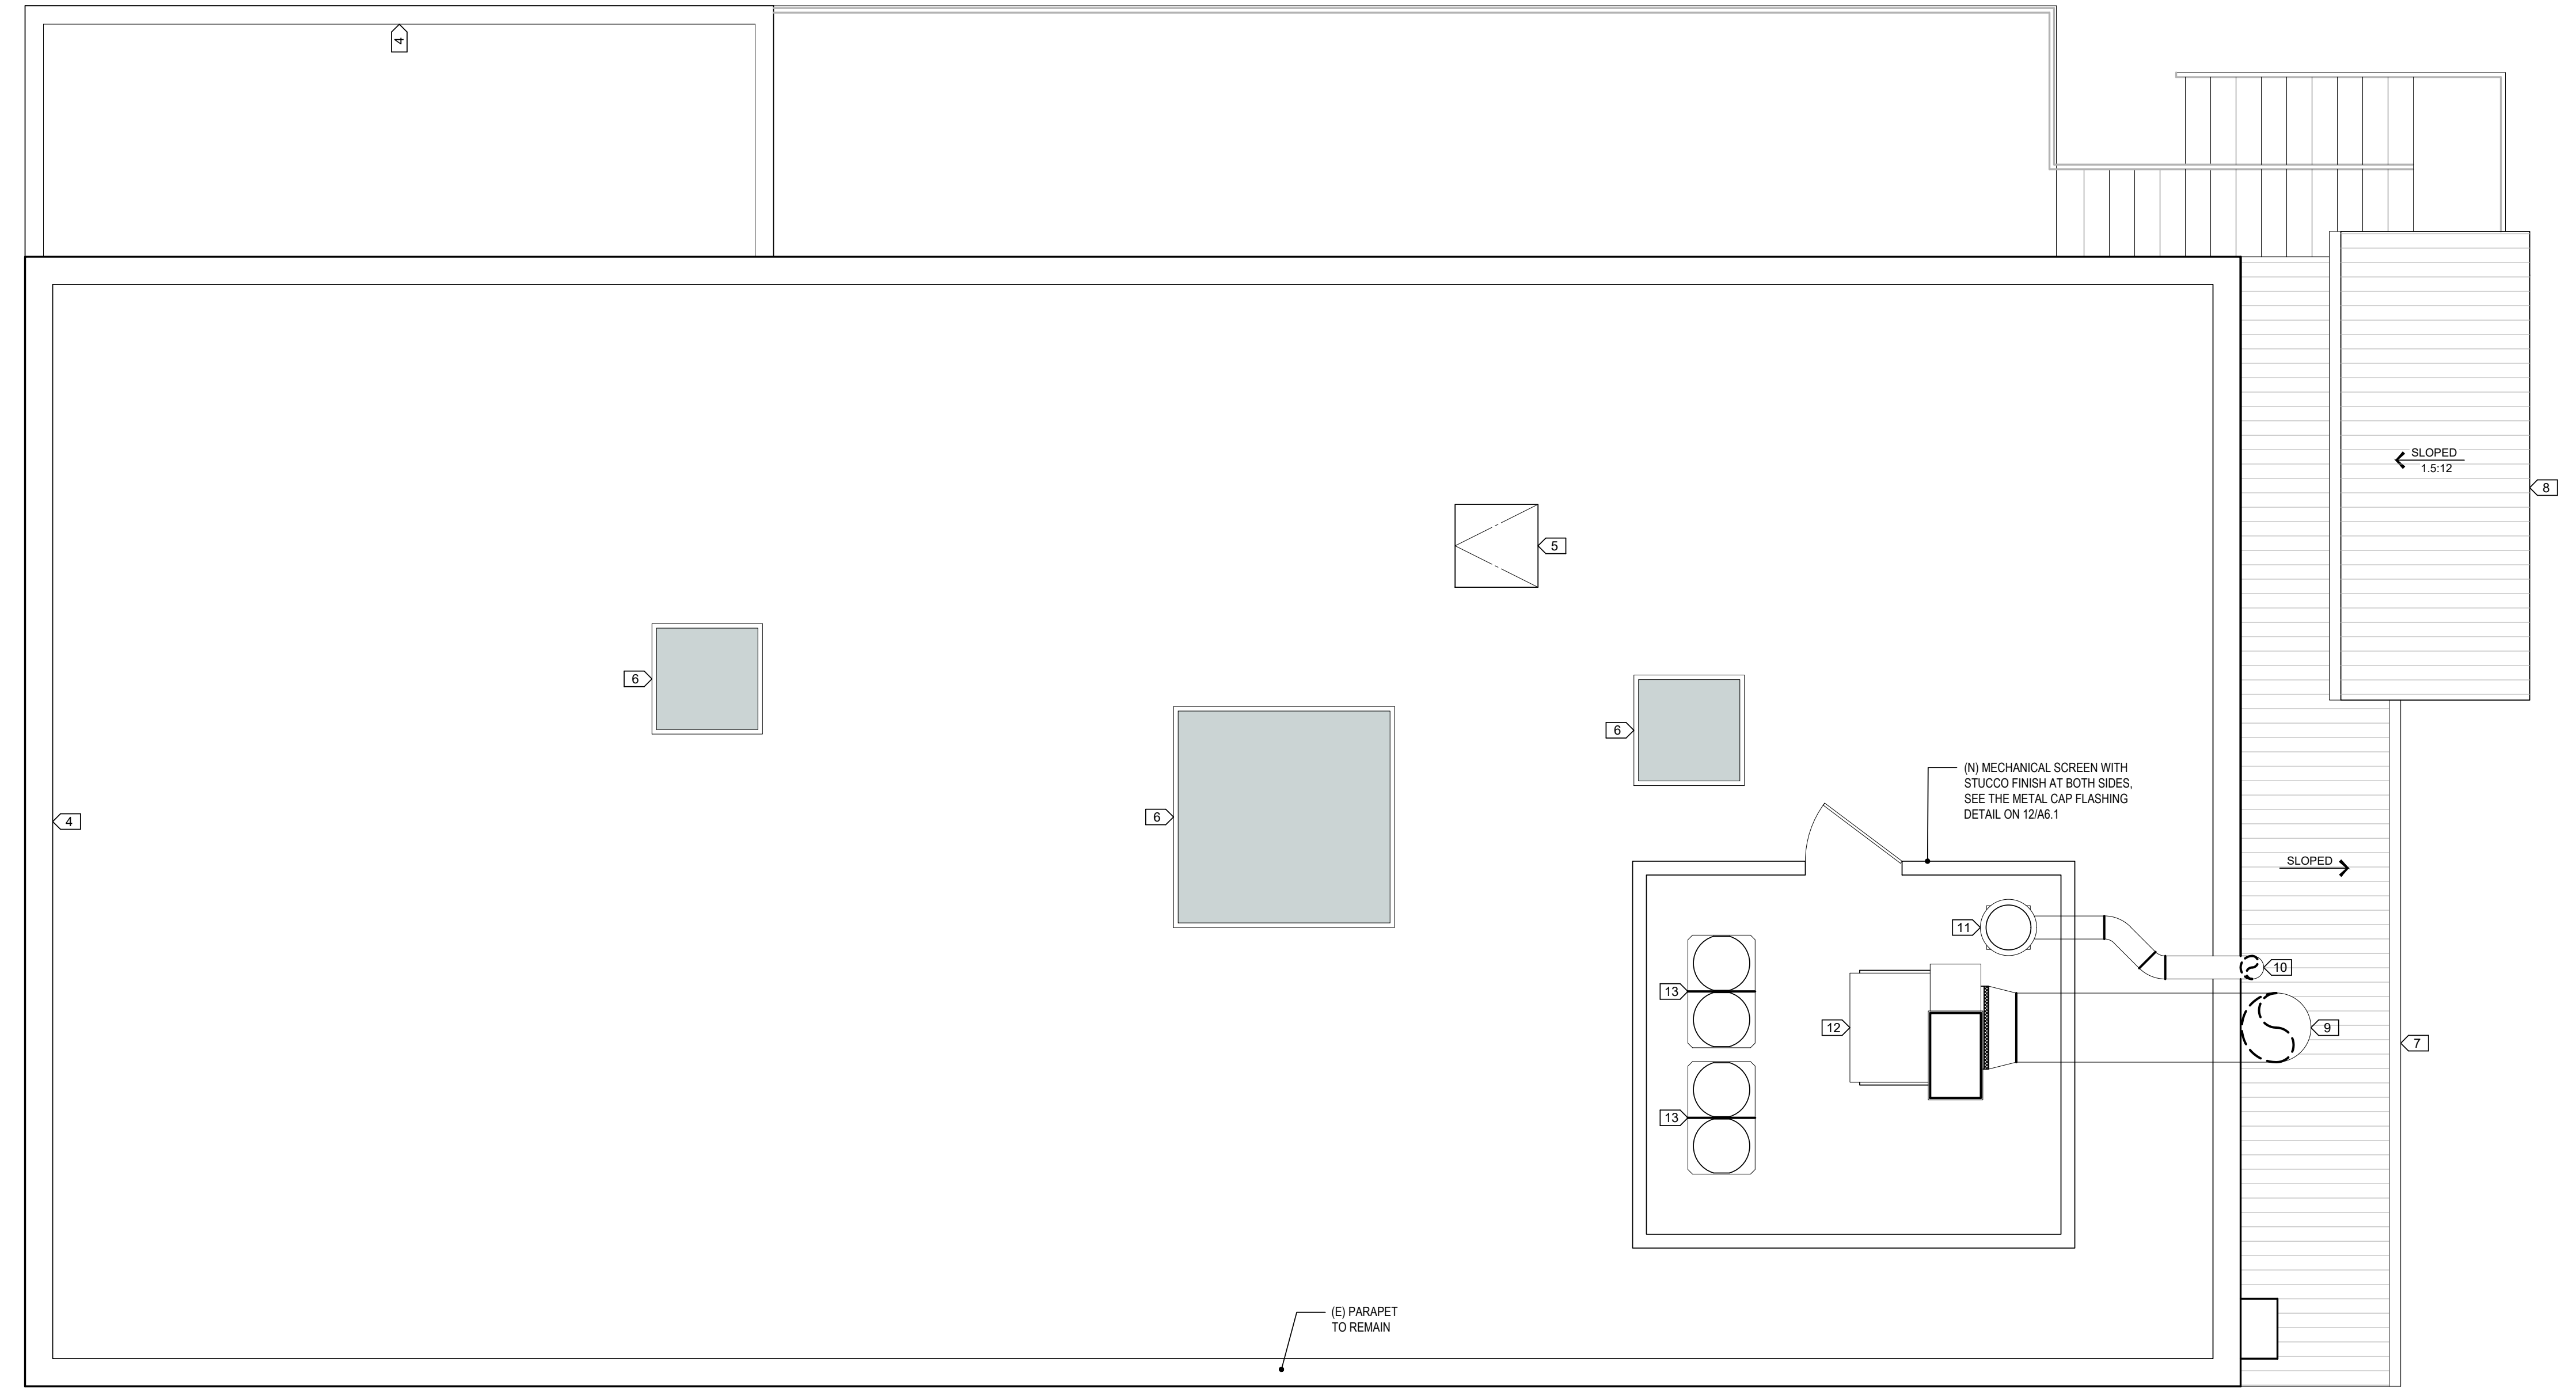 4
SLOPED
1.5:12
8
5
6
6
(N) MECHANICAL SCREEN WITH
STUCCO FINISH AT BOTH SIDES,
SEE THE METAL CAP FLASHING
DETAIL ON 12/A6.1
6
4
SLOPED
11
10
13
12
9
7
13
(E) PARAPET
TO REMAIN